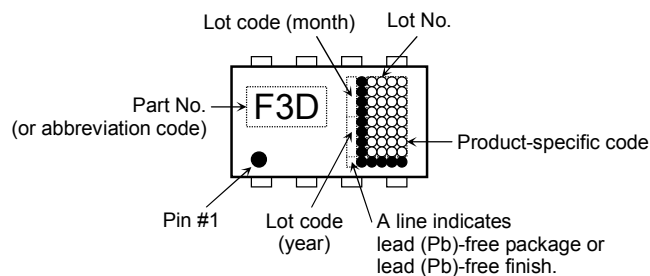 Lot code (month)
Lot No.
Part No.
(or abbreviation code)
F3D
Product-specific code
Pin #1
Lot code
(year)
A line indicates
lead (Pb)-free package or
lead (Pb)-free finish.